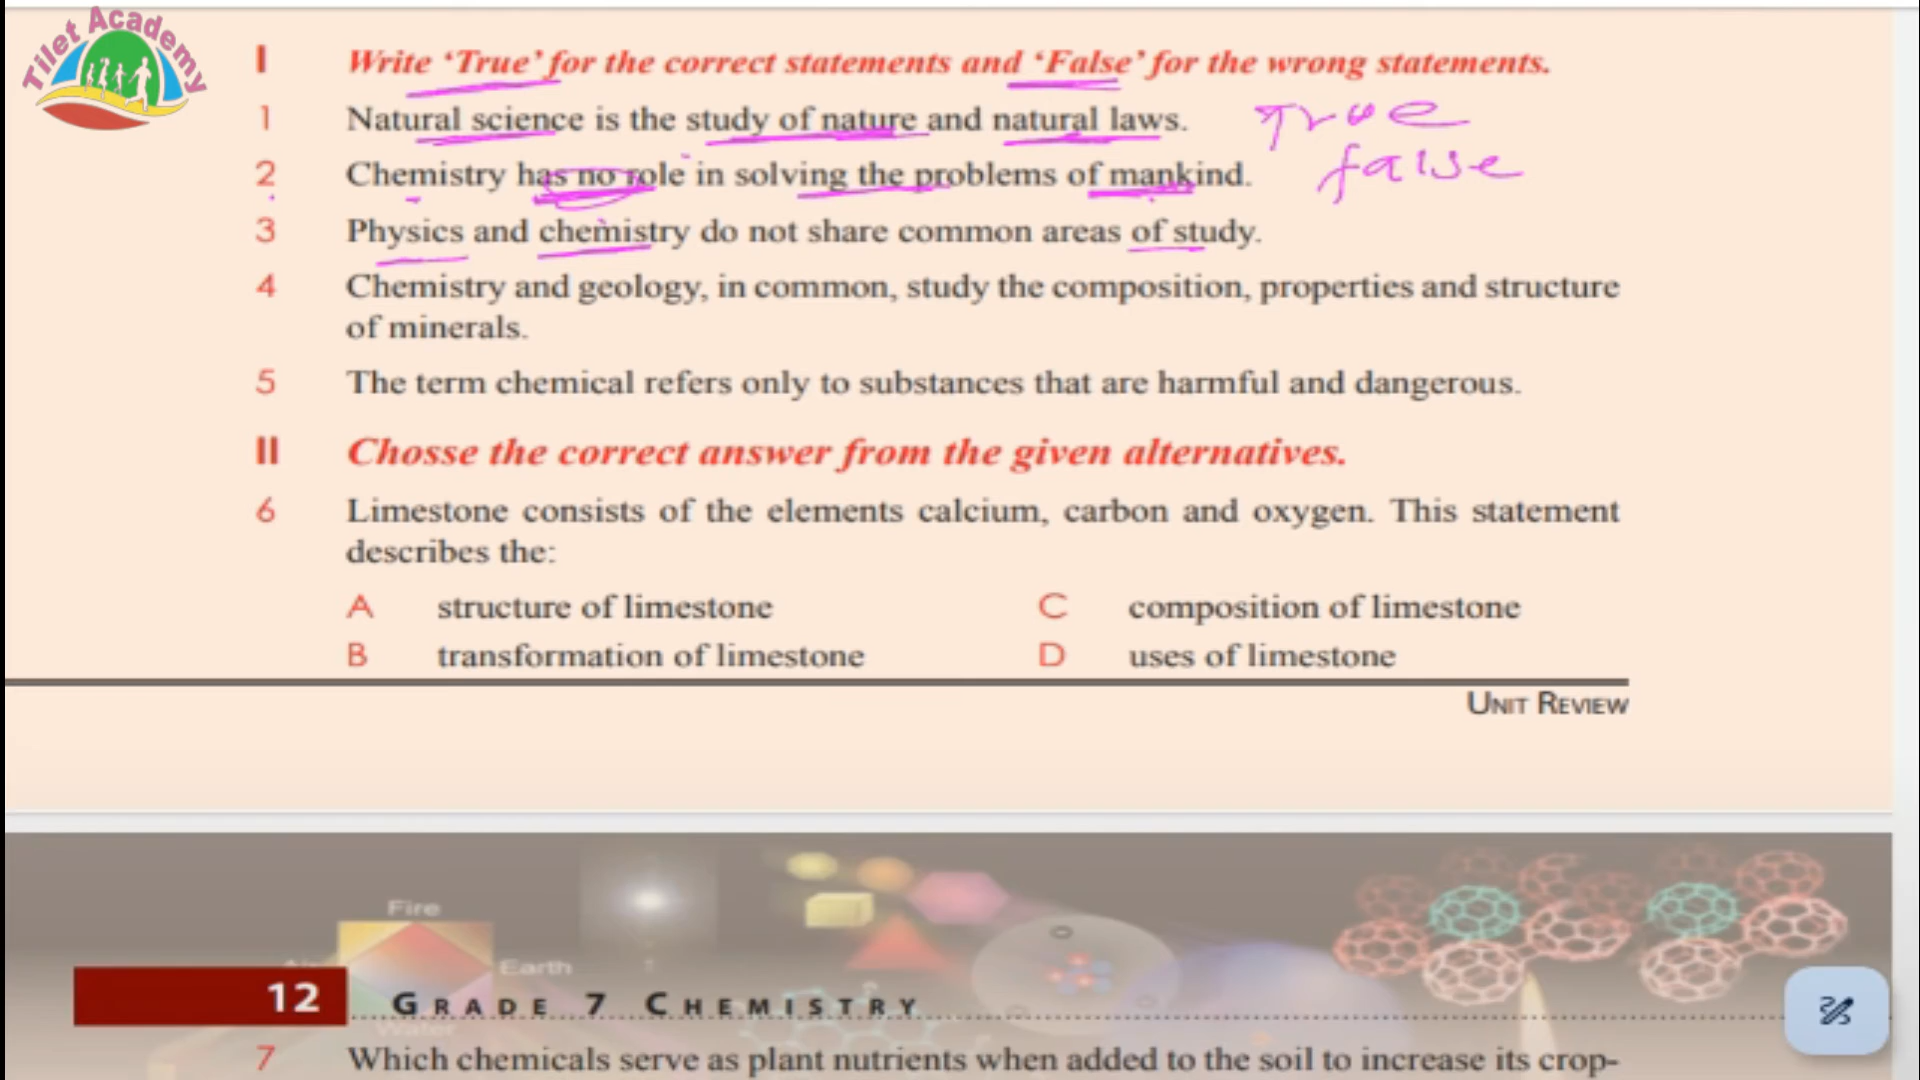 Tilet Academy
I Write ‘True’ for the correct statements and ‘False’ for the wrong statements.
1 Natural science is the study of nature and natural laws. True
2 Chemistry has no role in solving the problems of mankind. false
3 Physics and chemistry do not share common areas of study.
4 Chemistry and geology, in common, study the composition, properties and structure
of minerals.
5 The term chemical refers only to substances that are harmful and dangerous.
II Chosse the correct answer from the given alternatives.
6 Limestone consists of the elements calcium, carbon and oxygen. This statement
describes the:
A structure of limestone C composition of limestone
B transformation of limestone D uses of limestone
UNIT REVIEW
Fire
Earth
12 GRADE 7 CHEMISTRY
Water
7 Which chemicals serve as plant nutrients when added to the soil to increase its crop-